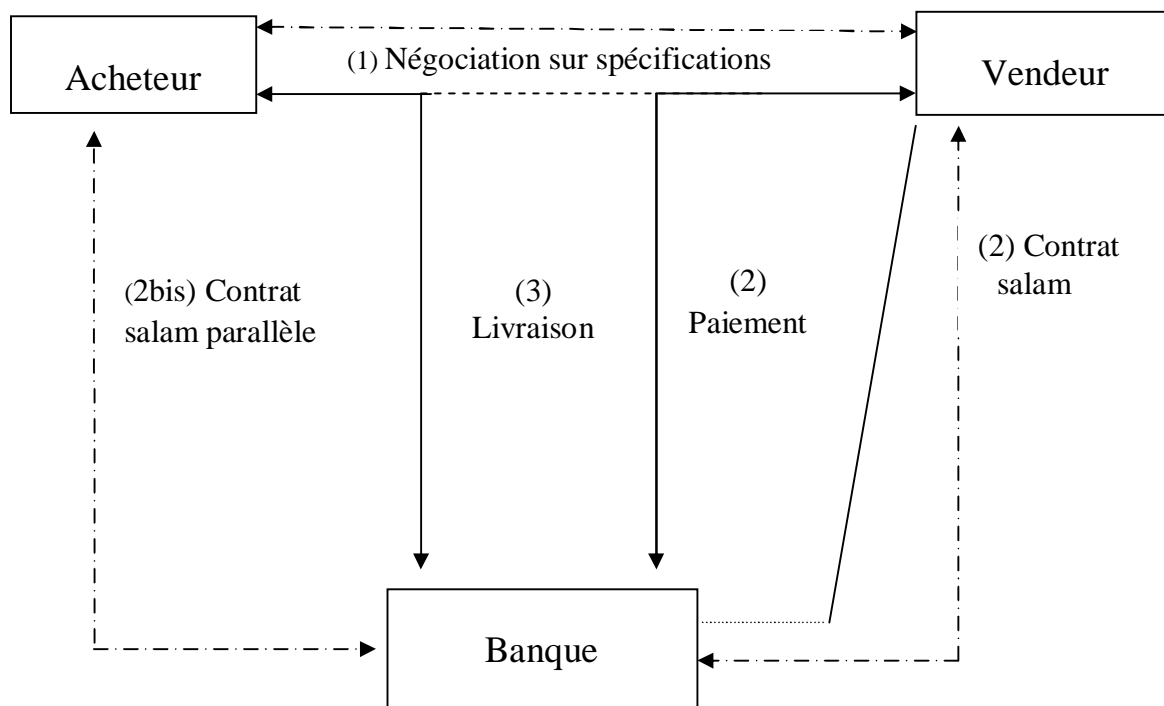 Acheteur
(1) Négociation sur spécifications
Vendeur
(2bis) Contrat
salam parallèle
(3)
Livraison
(2)
Paiement
(2) Contrat
salam
Banque